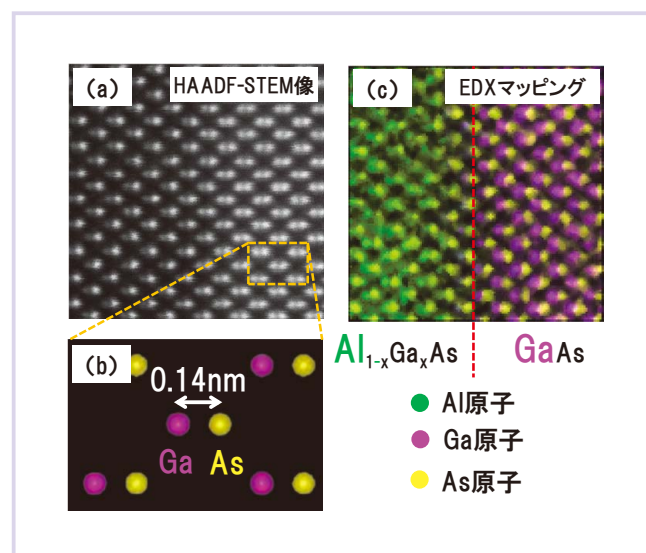 (a)
HAADF-STEM像
(c)
EDXマッピング
(b)
0.14nm
Ga As
Al₁₋ₓGaₓAs
GaAs
Al原子
Ga原子
As原子